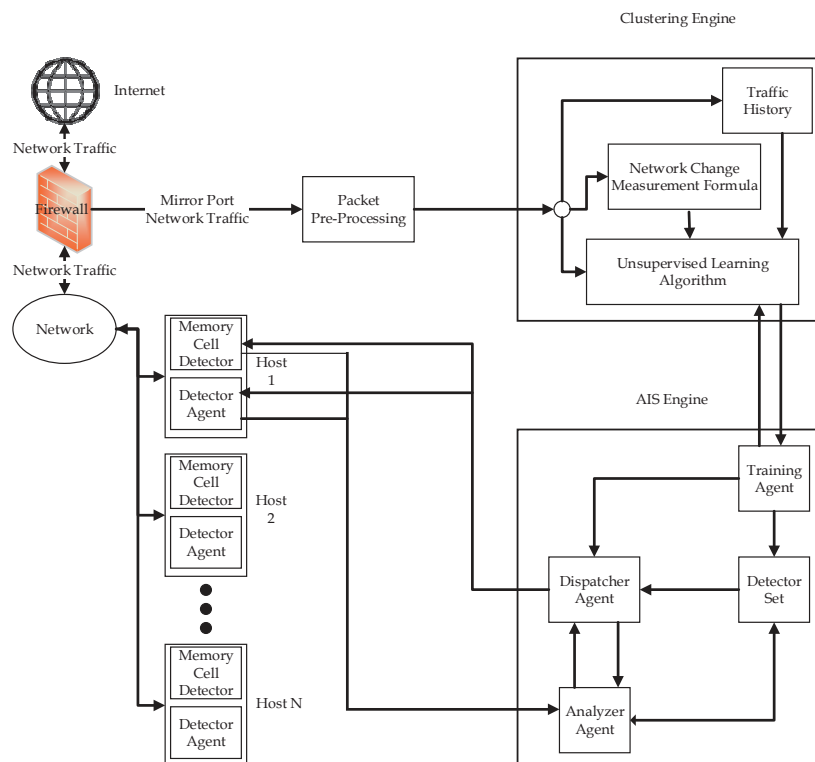 Clustering Engine
Internet
Traffic
History
Network Traffic
Network Change
Measurement Formula
Firewall
Mirror Port
Network Traffic
Packet
Pre-Processing
Network Traffic
Unsupervised Learning
Algorithm
Network
Memory
Cell
Detector
Host
1
Detector
Agent
AIS Engine
Training
Agent
Memory
Cell
Detector
Host
2
Detector
Agent
Dispatcher
Agent
Detector
Set
Memory
Cell
Detector
Host N
Detector
Agent
Analyzer
Agent